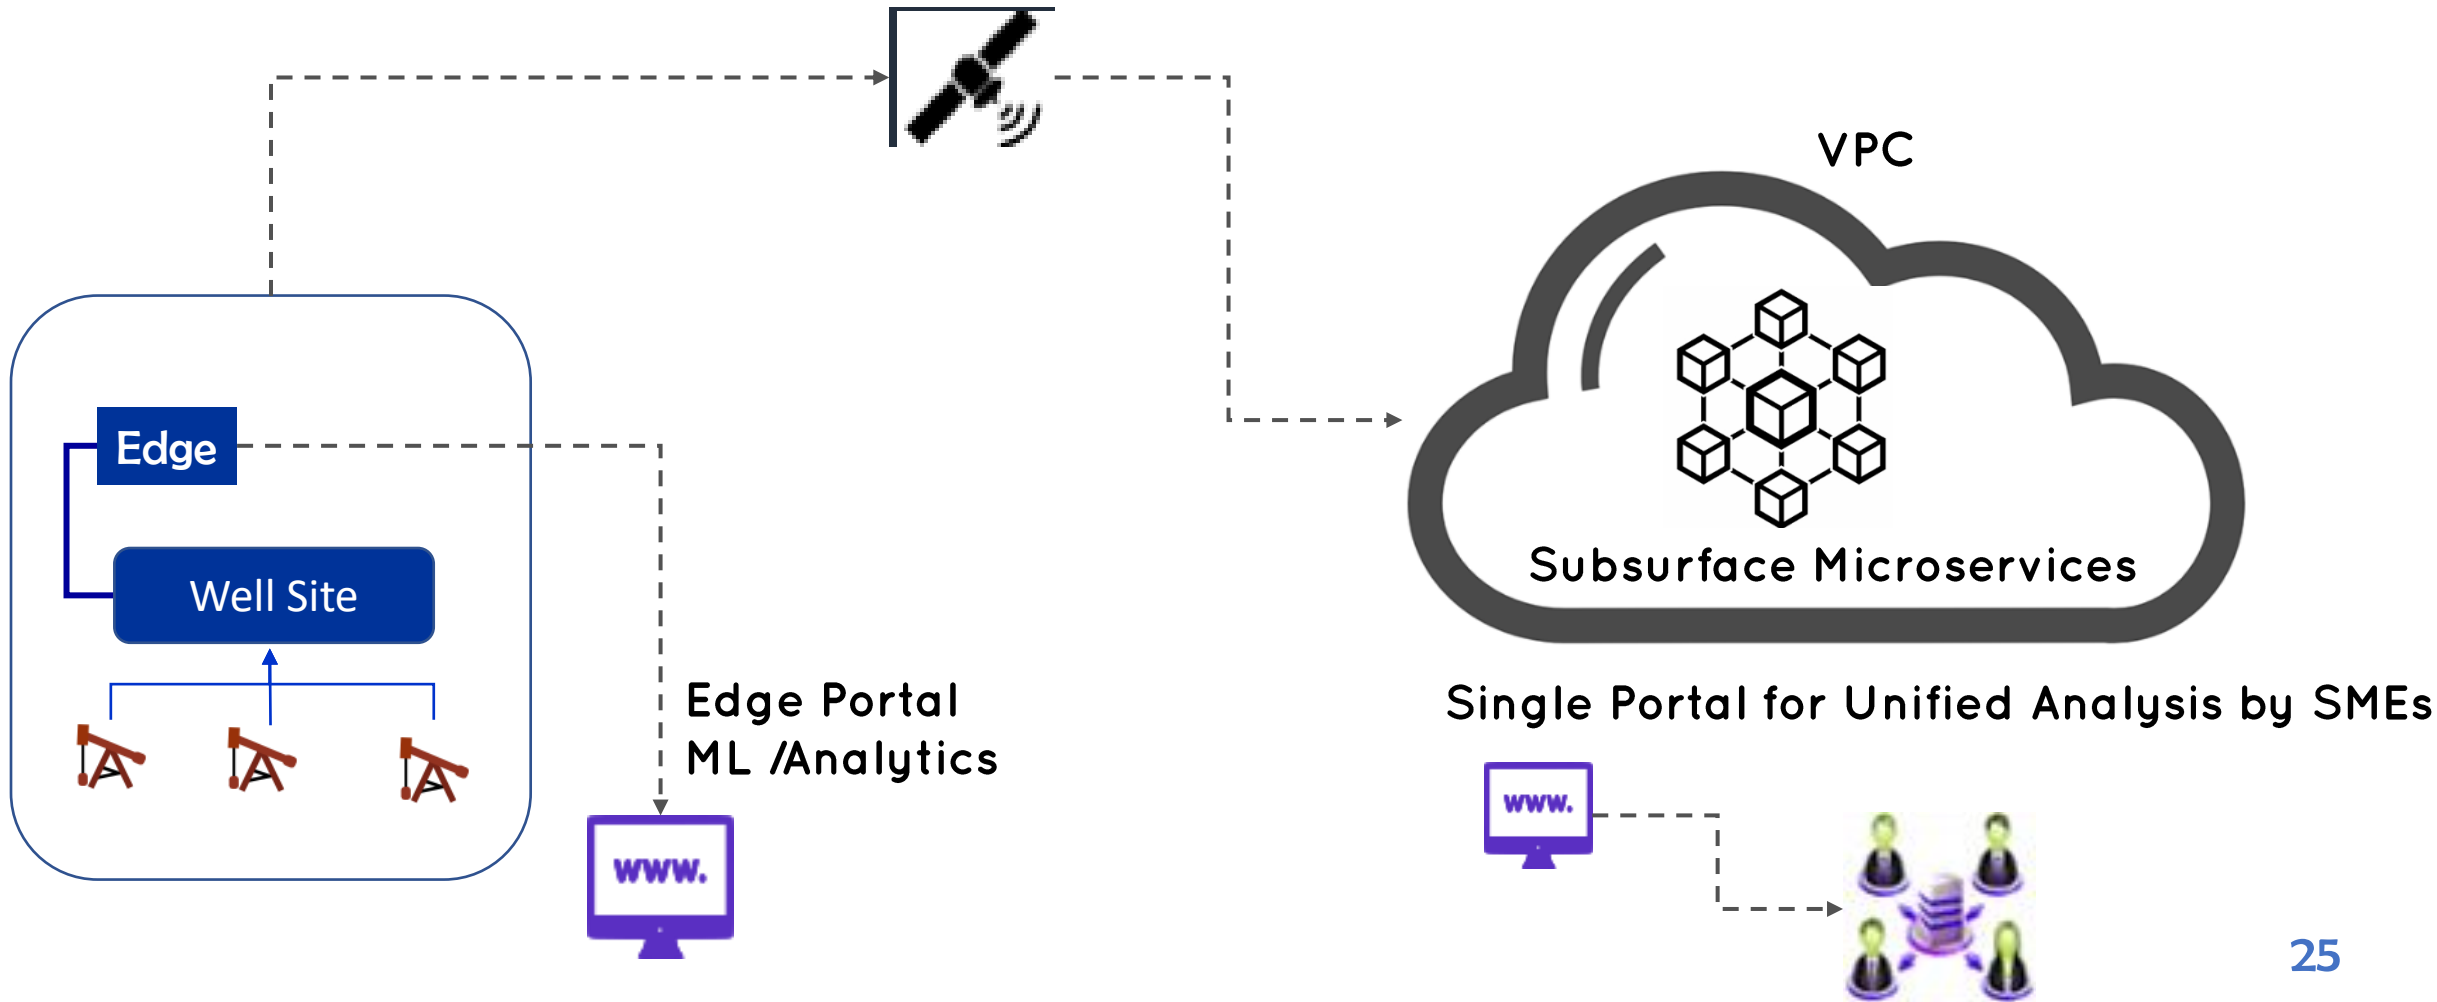 VPC
Edge
Well Site
Subsurface Microservices
Edge Portal
ML /Analytics
Single Portal for Unified Analysis by SMEs
www.
www.
25